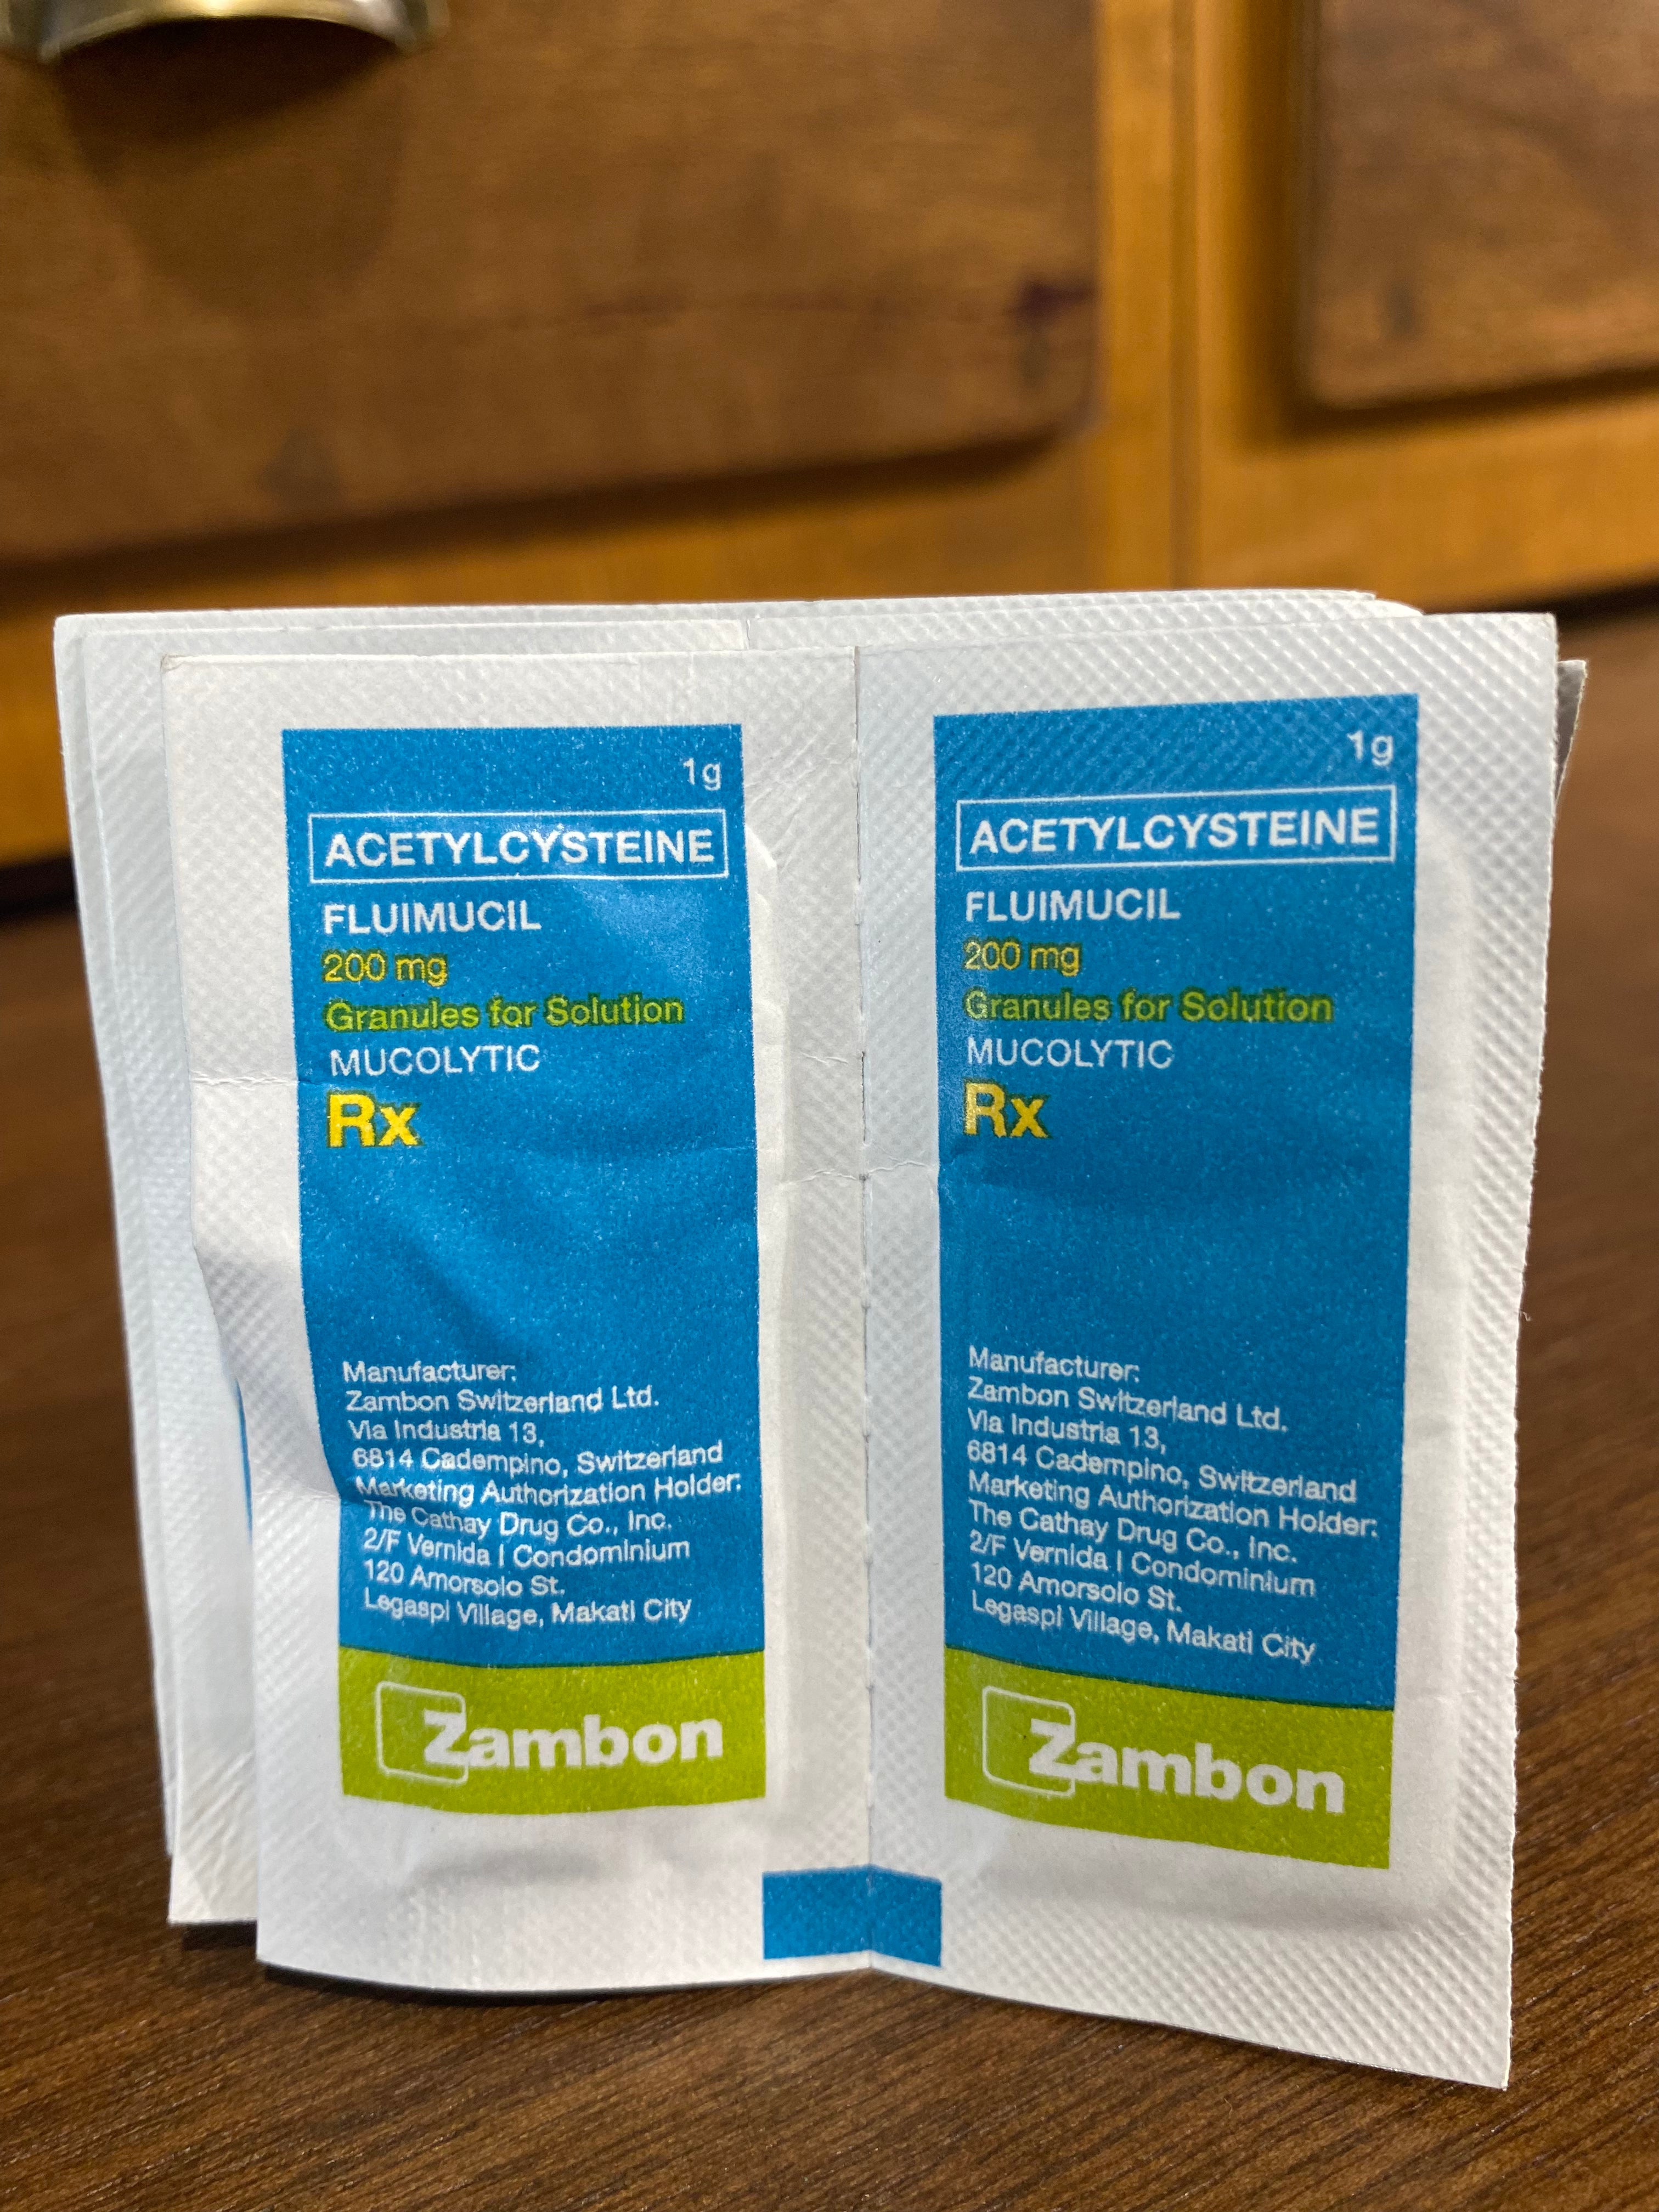 1g
ACETYLCYSTEINE
FLUIMUCIL
200 mg
Granules for Solution
MUCOLYTIC
Rx
Manufacturer:
Zambon Switzerland Ltd.
Via Industria 13,
6814 Cadempino, Switzerland
Marketing Authorization Holder:
The Cathay Drug Co., Inc.
2/F Vernida I Condominium
120 Amorsolo St.
Legaspi Village, Makati City
Zambon
1g
ACETYLCYSTEINE
FLUIMUCIL
200 mg
Granules for Solution
MUCOLYTIC
Rx
Manufacturer:
Zambon Switzerland Ltd.
Via Industria 13,
6814 Cadempino, Switzerland
Marketing Authorization Holder:
The Cathay Drug Co., Inc.
2/F Vernida I Condominium
120 Amorsolo St.
Legaspi Village, Makati City
Zambon